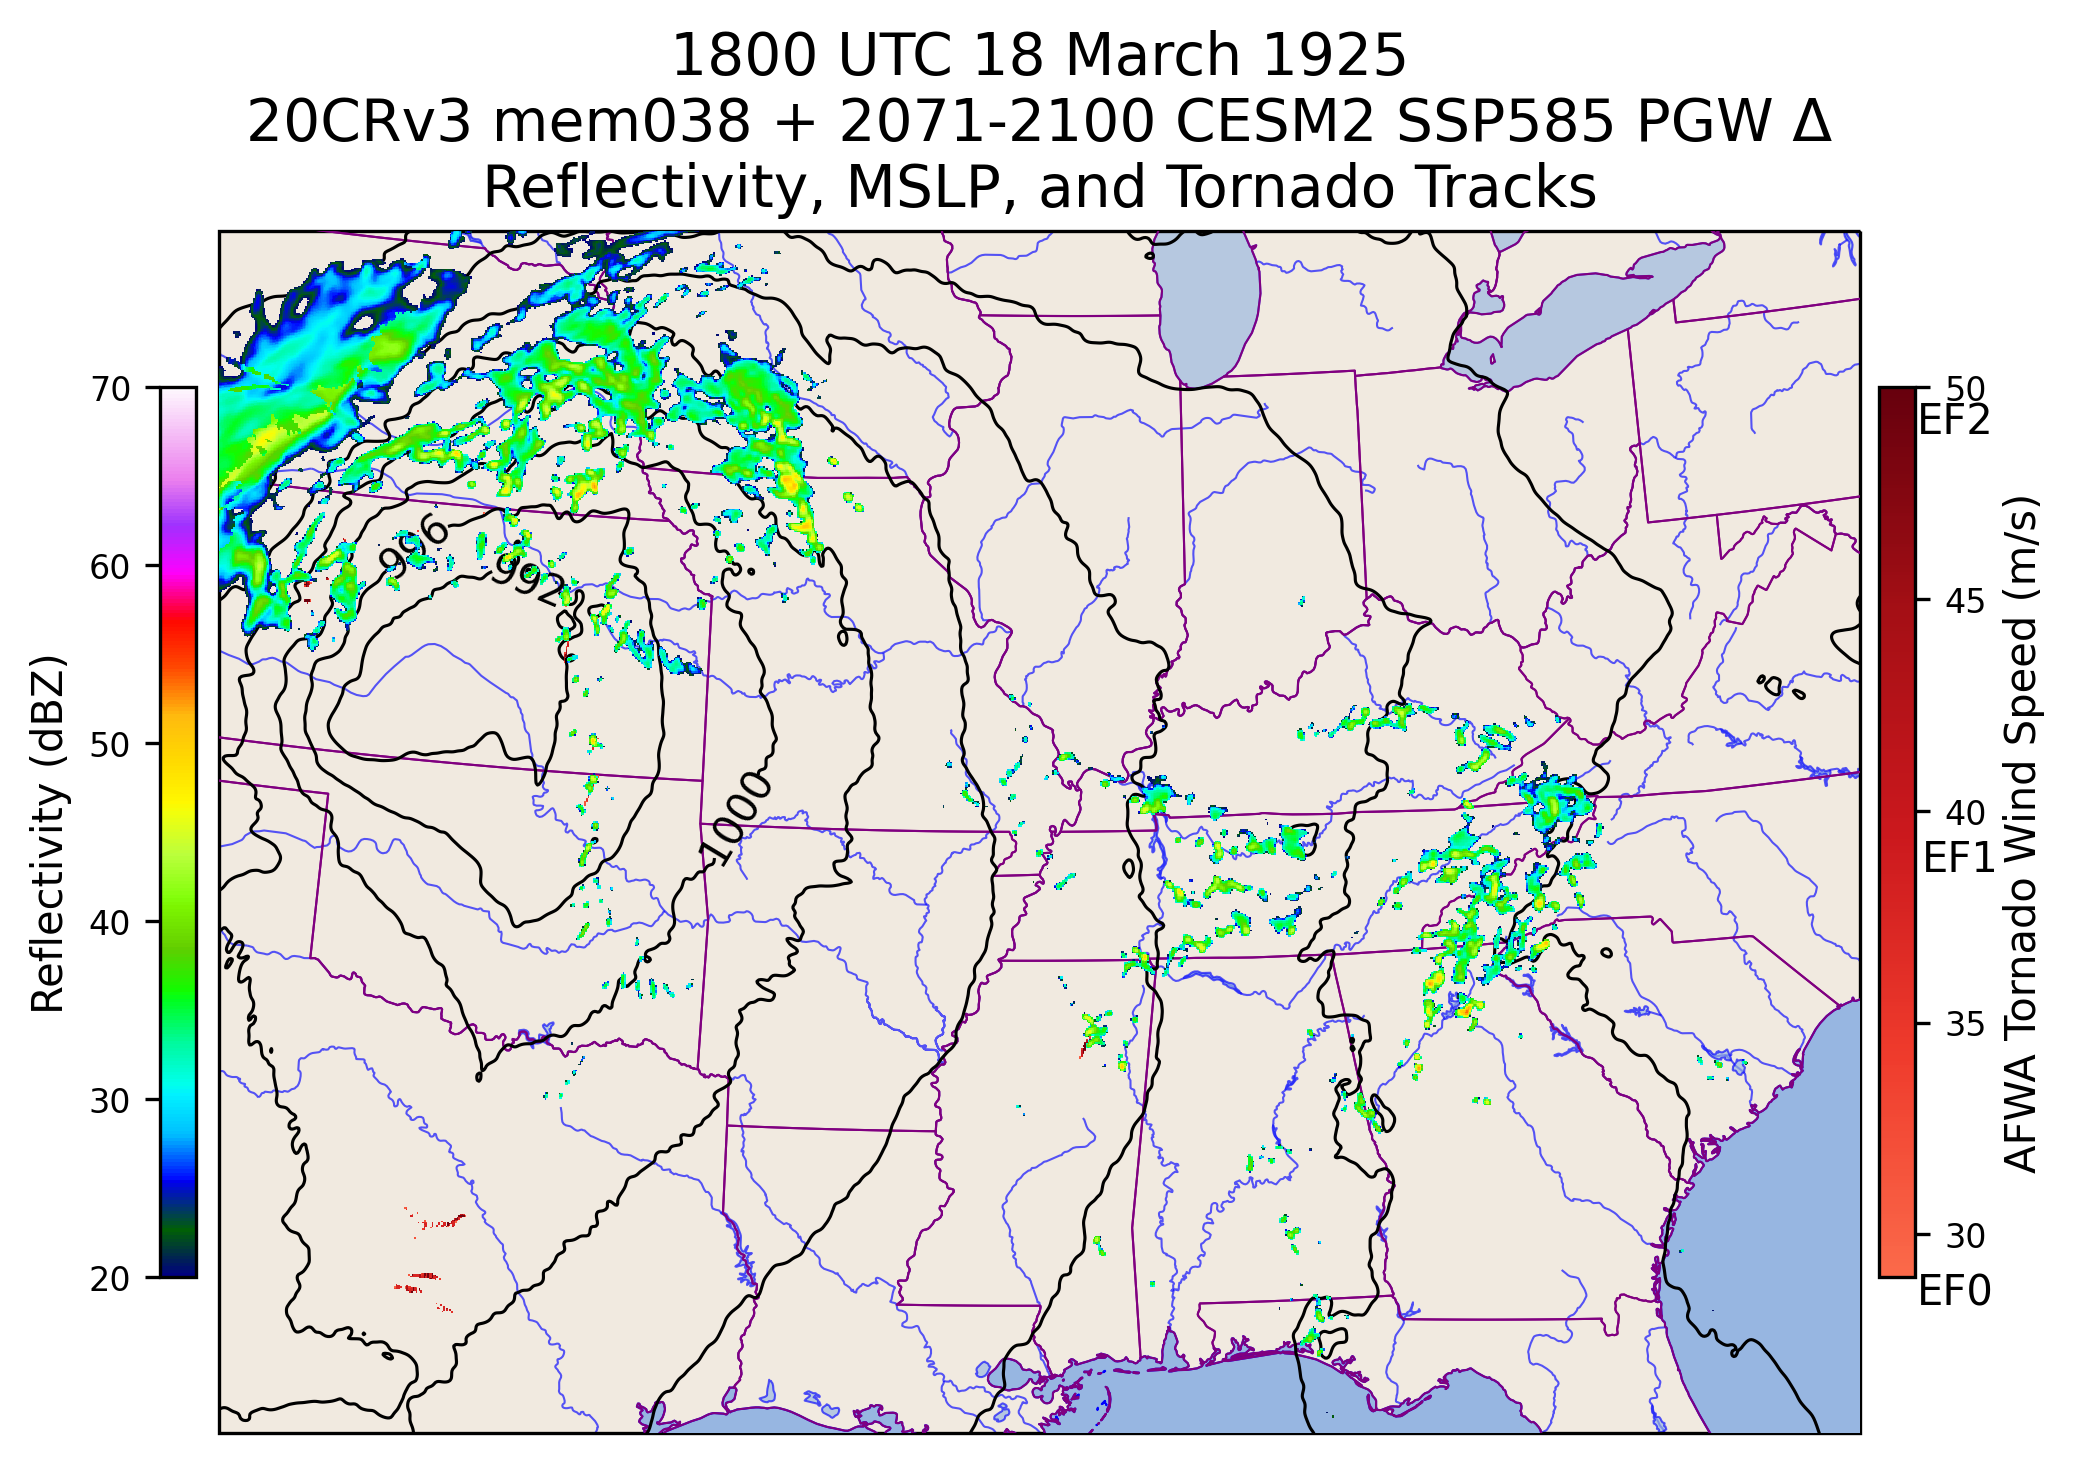 1800 UTC 18 March 1925
20CRv3 mem038 + 2071-2100 CESM2 SSP585 PGW Δ
Reflectivity, MSLP, and Tornado Tracks
Reflectivity (dBZ)
70
60
50
40
30
20
996
992
1000
50
EF2
45
40
EF1
35
30
EF0
AFWA Tornado Wind Speed (m/s)